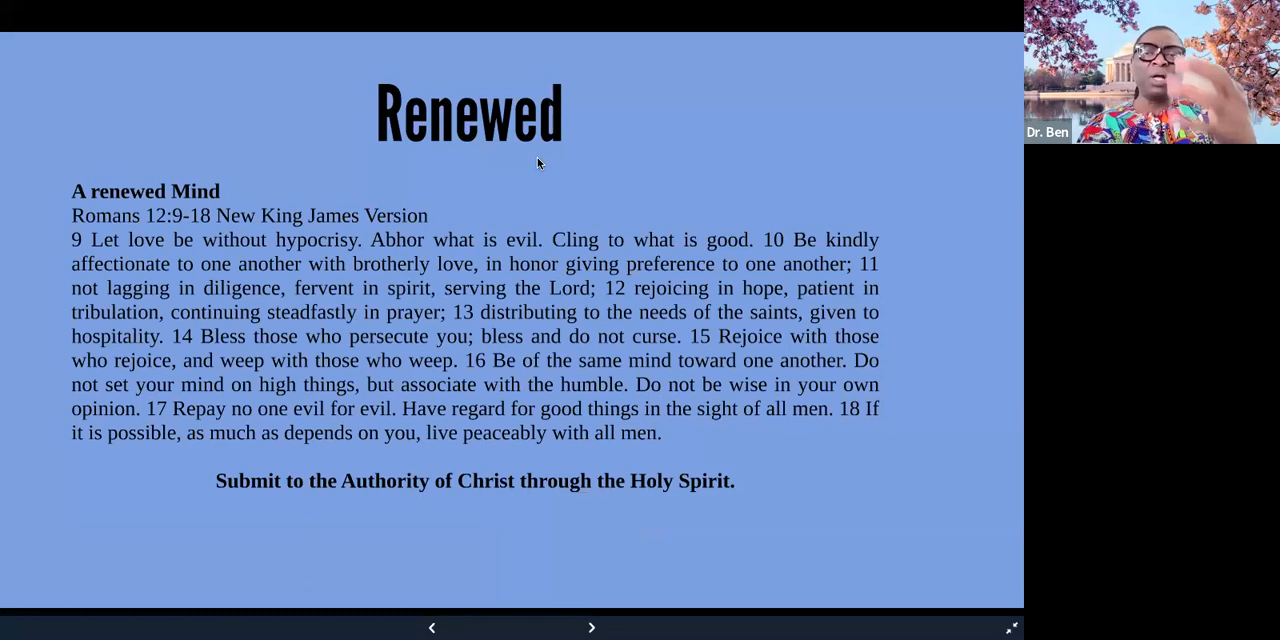 Renewed
Dr. Ben
A renewed Mind
Romans 12:9-18 New King James Version
9 Let love be without hypocrisy. Abhor what is evil. Cling to what is good. 10 Be kindly
affectionate to one another with brotherly love, in honor giving preference to one another; 11
not lagging in diligence, fervent in spirit, serving the Lord; 12 rejoicing in hope, patient in
tribulation, continuing steadfastly in prayer; 13 distributing to the needs of the saints, given to
hospitality. 14 Bless those who persecute you; bless and do not curse. 15 Rejoice with those
who rejoice, and weep with those who weep. 16 Be of the same mind toward one another. Do
not set your mind on high things, but associate with the humble. Do not be wise in your own
opinion. 17 Repay no one evil for evil. Have regard for good things in the sight of all men. 18 If
it is possible, as much as depends on you, live peaceably with all men.
Submit to the Authority of Christ through the Holy Spirit.